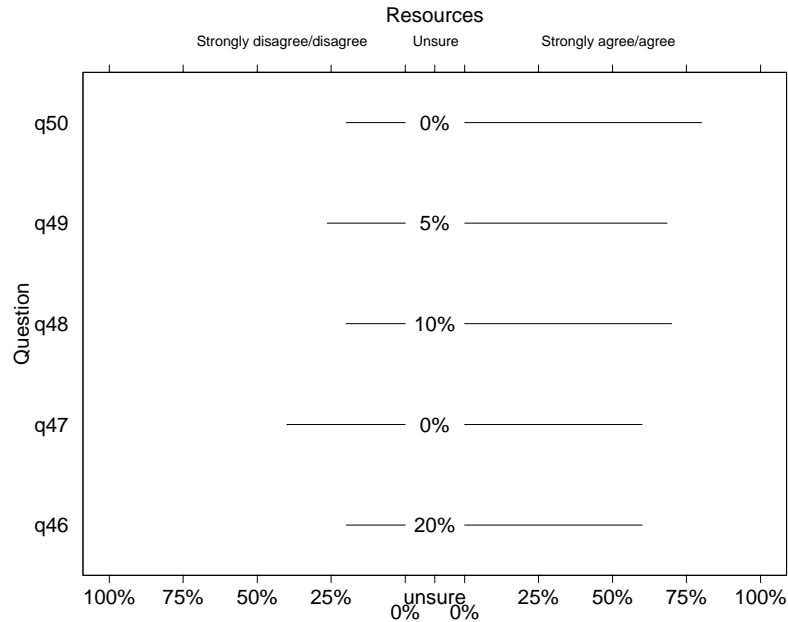 Resources
Strongly disagree/disagree Unsure Strongly agree/agree
q50 0%
q49 5%
Question
q48 10%
q47 0%
q46 20%
100% 75% 50% 25% unsure 25% 50% 75% 100%
0% 0%